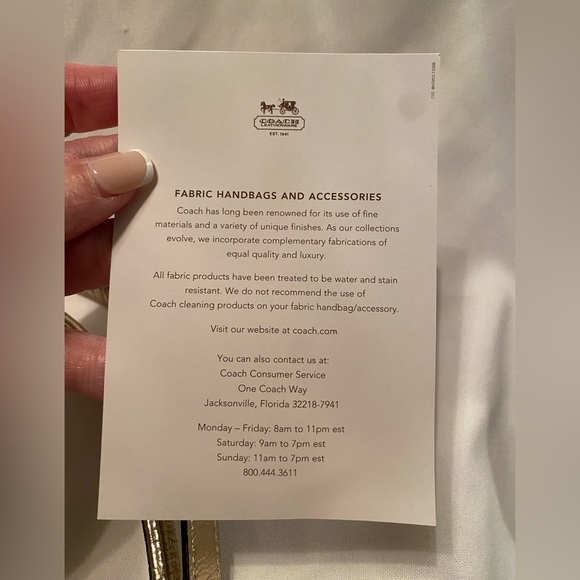 COACH
LEATHERWARE
EST. 1941
FABRIC HANDBAGS AND ACCESSORIES
Coach has long been renowned for its use of fine
materials and a variety of unique finishes. As our collections
evolve, we incorporate complementary fabrications of
equal quality and luxury.
All fabric products have been treated to be water and stain
resistant. We do not recommend the use of
Coach cleaning products on your fabric handbag/accessory.
Visit our website at coach.com
You can also contact us at:
Coach Consumer Service
One Coach Way
Jacksonville, Florida 32218-7941
Monday – Friday: 8am to 11pm est
Saturday: 9am to 7pm est
Sunday: 11am to 7pm est
800.444.3611